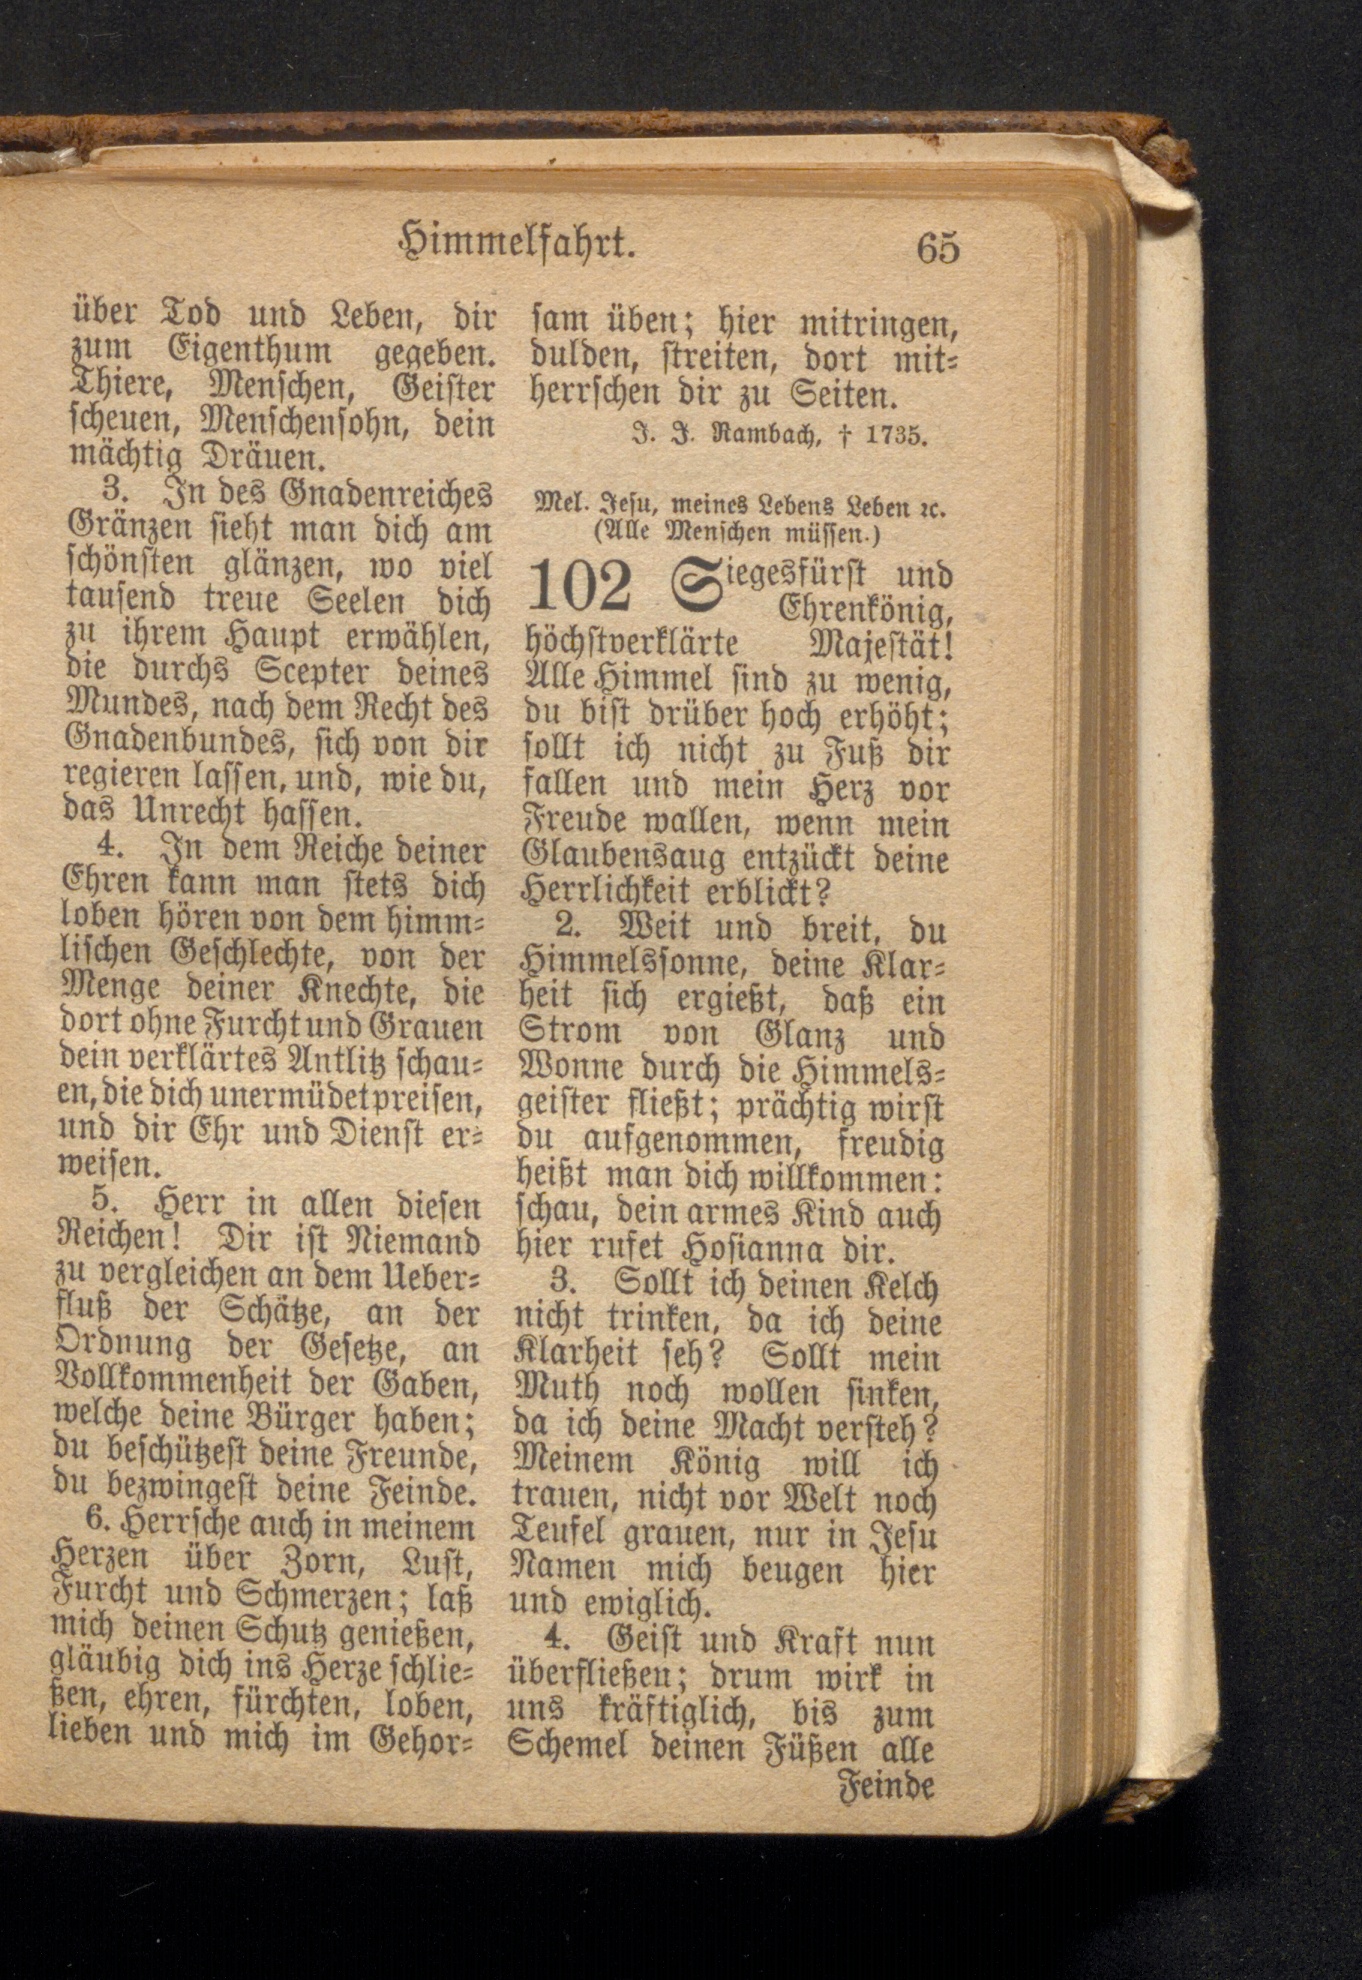 Himmelfahrt.
65
über Tod und Leben, dir
zum Eigenthum gegeben.
Thiere, Menschen, Geister
scheuen, Menschensohn, dein
mächtig Dräuen.
3. In des Gnadenreiches
Gränzen sieht man dich am
schönsten glänzen, wo viel
tausend treue Seelen dich
zu ihrem Haupt erwählen,
die durchs Scepter deines
Mundes, nach dem Recht des
Gnadenbundes, sich von dir
regieren lassen, und, wie du,
das Unrecht hassen.
4. In dem Reiche deiner
Ehren kann man stets dich
loben hören von dem himm-
lischen Geschlechte, von der
Menge deiner Knechte, die
dort ohne Furcht und Grauen
dein verklärtes Antlitz schau-
en, die dich unermüdet preisen,
und dir Ehr und Dienst er-
weisen.
5. Herr in allen diesen
Reichen! Dir ist Niemand
zu vergleichen an dem Ueber-
fluß der Schätze, an der
Ordnung der Gesetze, an
Vollkommenheit der Gaben,
welche deine Bürger haben;
du beschützest deine Freunde,
du bezwingest deine Feinde.
6. Herrsche auch in meinem
Herzen über Zorn, Lust,
Furcht und Schmerzen; laß
mich deinen Schutz genießen,
gläubig dich ins Herze schlie-
ßen, ehren, fürchten, loben,
lieben und mich im Gehor-
sam üben; hier mitringen,
dulden, streiten, dort mit-
herrschen dir zu Seiten.
J. J. Rambach, † 1735.
Mel. Jesu, meines Lebens Leben ꝛc.
(Alle Menschen müssen.)
102 Siegesfürst und
Ehrenkönig,
höchstverklärte Majestät!
Alle Himmel sind zu wenig,
du bist drüber hoch erhöht;
sollt ich nicht zu Fuß dir
fallen und mein Herz vor
Freude wallen, wenn mein
Glaubensaug entzückt deine
Herrlichkeit erblickt?
2. Weit und breit, du
Himmelssonne, deine Klar-
heit sich ergießt, daß ein
Strom von Glanz und
Wonne durch die Himmels-
geister fließt; prächtig wirst
du aufgenommen, freudig
heißt man dich willkommen:
schau, dein armes Kind auch
hier rufet Hosianna dir.
3. Sollt ich deinen Kelch
nicht trinken, da ich deine
Klarheit seh? Sollt mein
Muth noch wollen sinken,
da ich deine Macht versteh?
Meinem König will ich
trauen, nicht vor Welt noch
Teufel grauen, nur in Jesu
Namen mich beugen hier
und ewiglich.
4. Geist und Kraft nun
überfließen; drum wirk in
uns kräftiglich, bis zum
Schemel deinen Füßen alle
Feinde